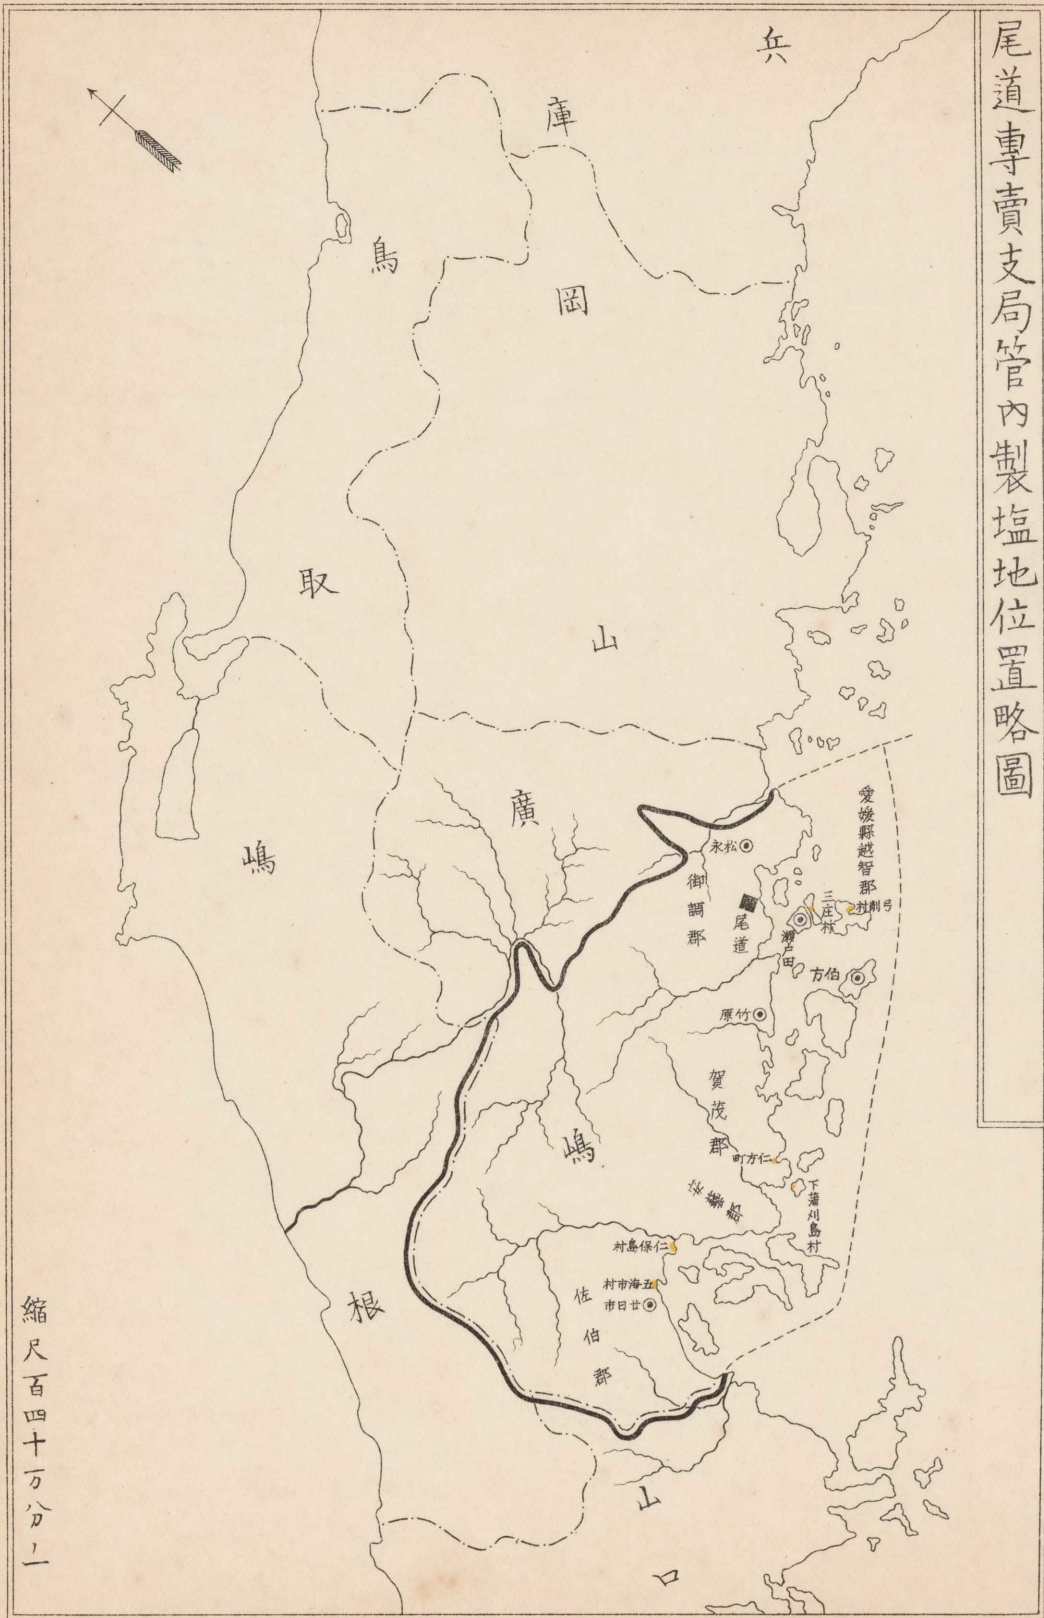 尾道專賣支局管內製塩地位置略圖
兵庫
鳥取
岡山
廣嶋
嶋根
山口
愛媛縣越智郡
弓削村
三庄村
瀬戸田
伯方
松永
御調郡
尾道
竹原
賀茂郡
仁方町
下蒲刈島村
安藝郡
仁保島村
五海市村
廿日市
佐伯郡
縮尺百四十万分ノ一